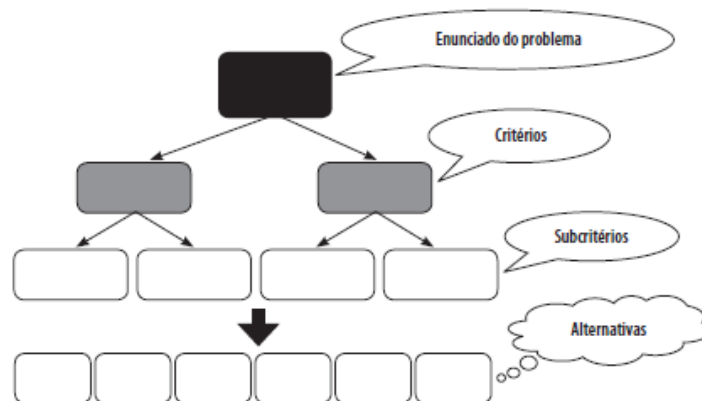 Enunciado do problema
Critérios
Subcritérios
Alternativas